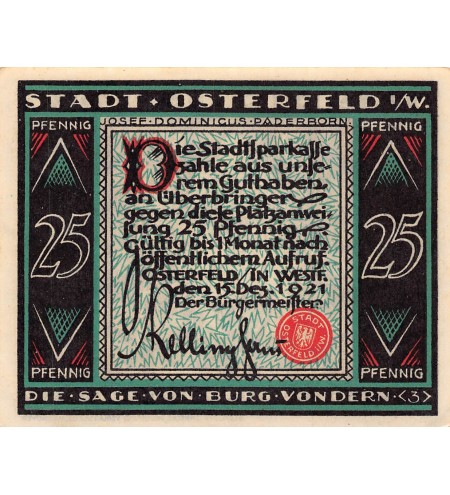 STADT · OSTERFELD I/W.
JOSEF · DOMINICUS · PADERBORN
PFENNIG
PFENNIG
25
25
Die Stadtsparkasse
zahle aus unse-
rem Guthaben,
an Überbringer
gegen diese Platzanwei-
sung 25 Pfennig
Gültig bis 1 Monat nach
öffentlichem Aufruf.
OSTERFELD/IN WESTF.
den 15. Dez. 1921
Der Bürgermeister
STADT
OSTERFELD I/W.
PFENNIG
PFENNIG
DIE · SAGE · VON · BURG · VONDERN · <3>